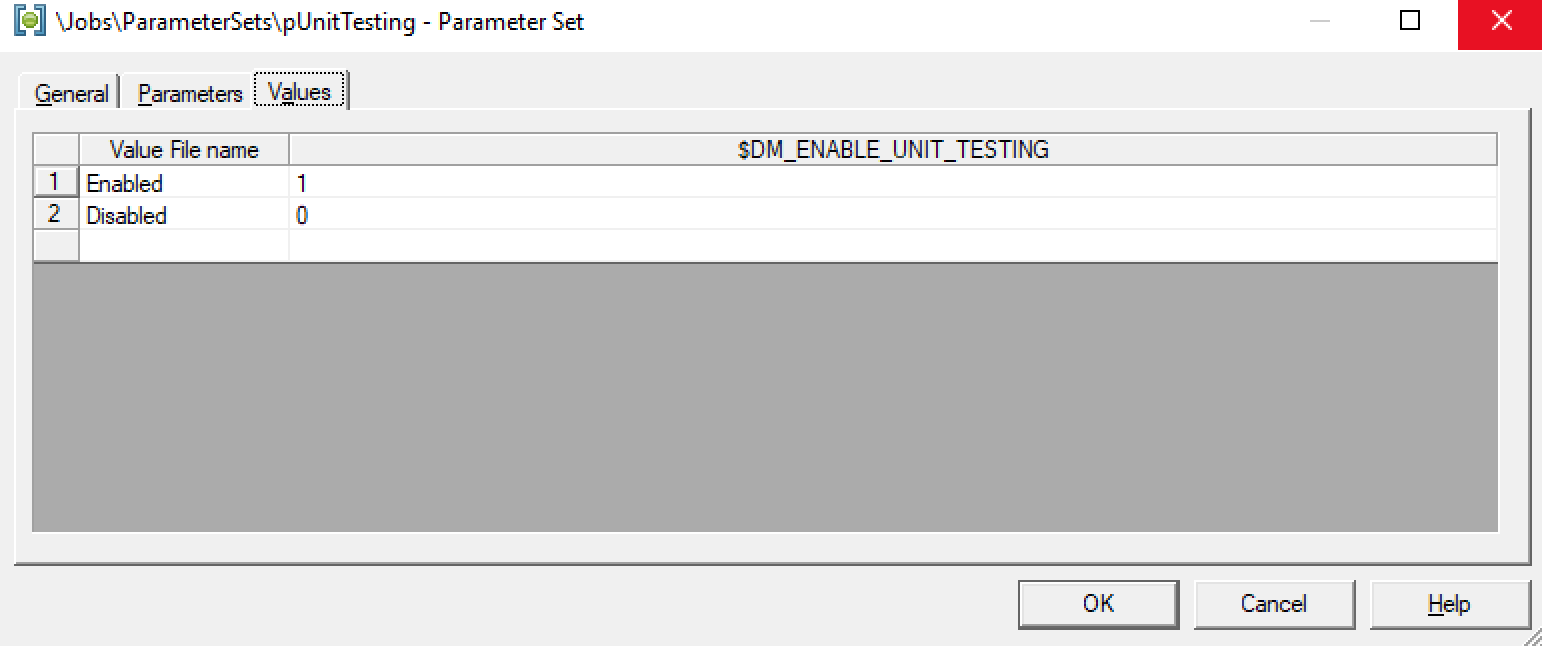 \Jobs\ParameterSets\pUnitTesting - Parameter Set
General Parameters Values
Value File name $DM_ENABLE_UNIT_TESTING
1 Enabled 1
2 Disabled 0
OK Cancel Help